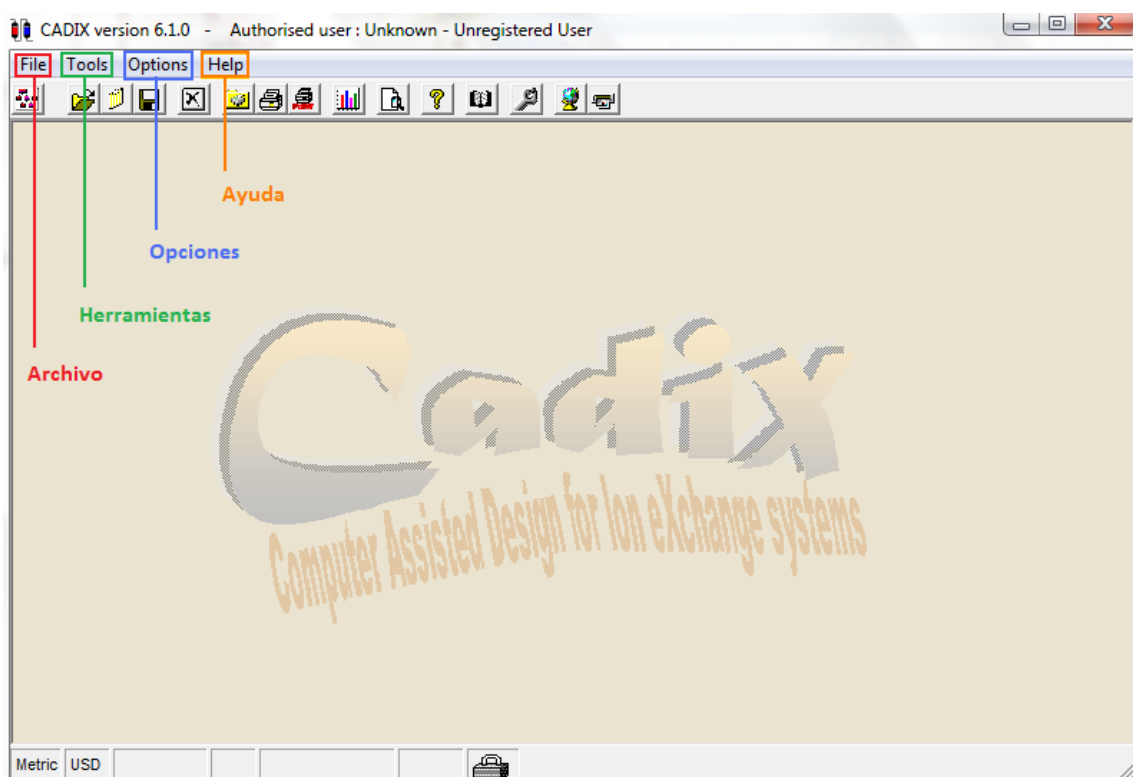 CADIX version 6.1.0 - Authorised user : Unknown - Unregistered User
File Tools Options Help
Ayuda
Opciones
Herramientas
Archivo
Cadix
Computer Assisted Design for Ion eXchange systems
Metric USD